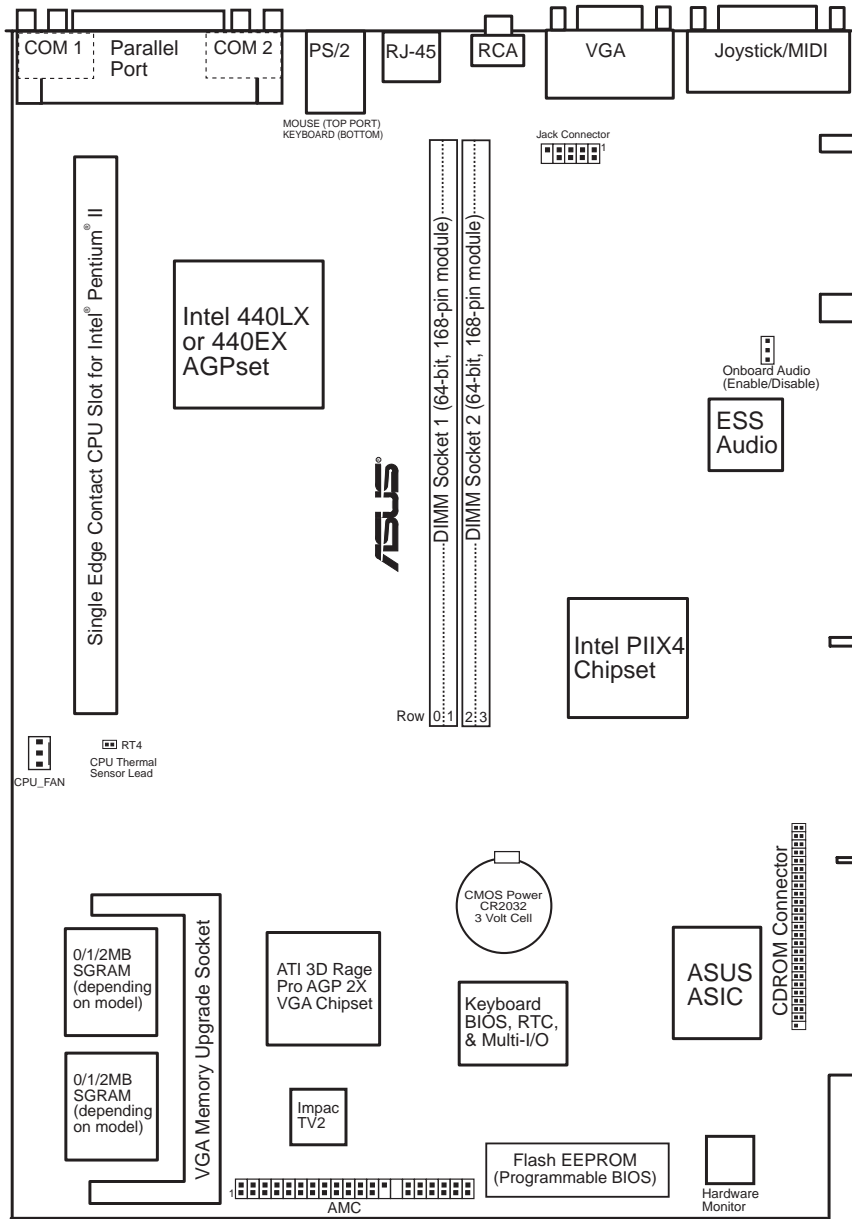 COM 1
Parallel
Port
COM 2
PS/2
RJ-45
RCA
VGA
Joystick/MIDI
MOUSE (TOP PORT)
KEYBOARD (BOTTOM)
Jack Connector
1
Single Edge Contact CPU Slot for Intel® Pentium® II
Intel 440LX
or 440EX
AGPset
DIMM Socket 1 (64-bit, 168-pin module)
DIMM Socket 2 (64-bit, 168-pin module)
Onboard Audio
(Enable/Disable)
ESS
Audio
ASUS®
Intel PIIX4
Chipset
Row 0 1 2 3
CPU_FAN
RT4
CPU Thermal
Sensor Lead
CMOS Power
CR2032
3 Volt Cell
CDROM Connector
0/1/2MB
SGRAM
(depending
on model)
VGA Memory Upgrade Socket
ATI 3D Rage
Pro AGP 2X
VGA Chipset
Keyboard
BIOS, RTC,
& Multi-I/O
ASUS
ASIC
0/1/2MB
SGRAM
(depending
on model)
Impac
TV2
Flash EEPROM
(Programmable BIOS)
Hardware
Monitor
1
AMC